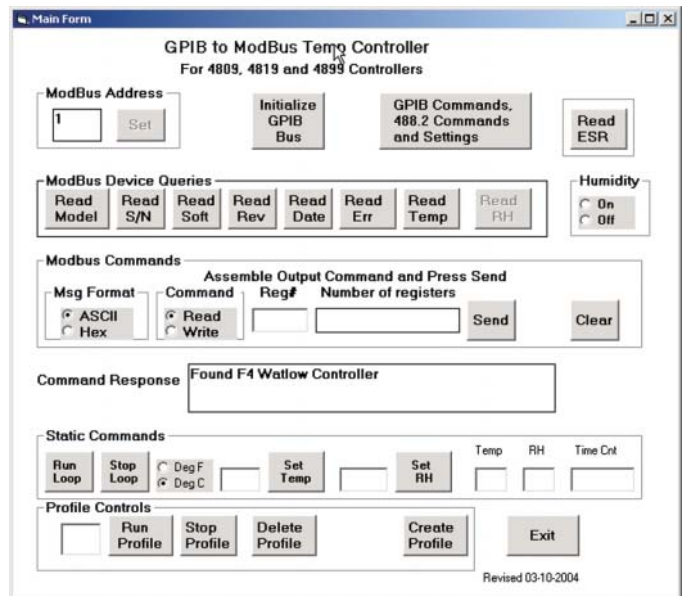 Main Form
GPIB to ModBus Temp Controller
For 4809, 4819 and 4899 Controllers
ModBus Address
1
Set
Initialize
GPIB
Bus
GPIB Commands,
488.2 Commands
and Settings
Read
ESR
ModBus Device Queries
Read
Model
Read
S/N
Read
Soft
Read
Rev
Read
Date
Read
Err
Read
Temp
Read
RH
Humidity
On
Off
Modbus Commands
Assemble Output Command and Press Send
Msg Format
ASCII
Hex
Command
Read
Write
Reg#
Number of registers
Send
Clear
Command Response
Found F4 Watlow Controller
Static Commands
Run
Loop
Stop
Loop
Deg F
Deg C
Set
Temp
Set
RH
Temp
RH
Time Cnt
Profile Controls
Run
Profile
Stop
Profile
Delete
Profile
Create
Profile
Exit
Revised 03-10-2004